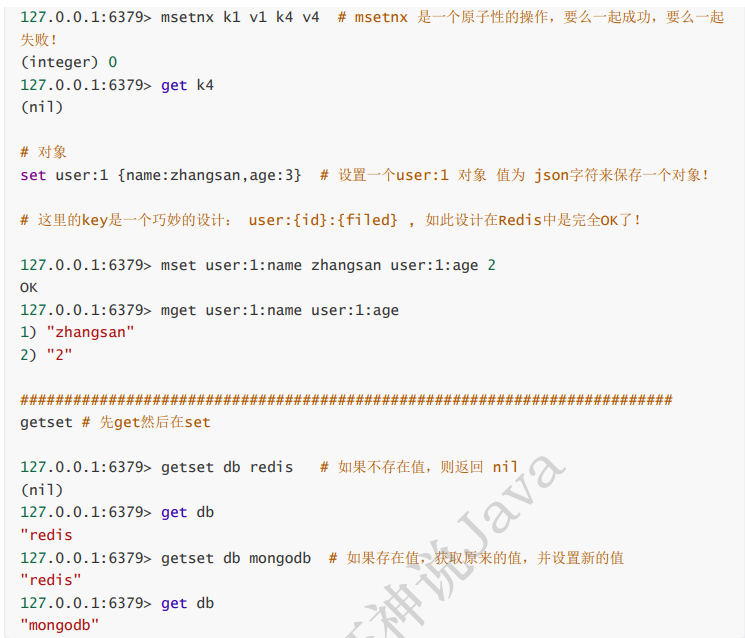 127.0.0.1:6379> msetnx k1 v1 k4 v4  # msetnx 是一个原子性的操作，要么一起成功，要么一起
失败！
(integer) 0
127.0.0.1:6379> get k4
(nil)
# 对象
set user:1 {name:zhangsan,age:3}  # 设置一个user:1 对象 值为 json字符来保存一个对象！
# 这里的key是一个巧妙的设计： user:{id}:{filed} , 如此设计在Redis中是完全OK了！
127.0.0.1:6379> mset user:1:name zhangsan user:1:age 2
OK
127.0.0.1:6379> mget user:1:name user:1:age
1) "zhangsan"
2) "2"
##########################################################################
getset # 先get然后在set
127.0.0.1:6379> getset db redis   # 如果不存在值，则返回 nil
(nil)
127.0.0.1:6379> get db
"redis
127.0.0.1:6379> getset db mongodb  # 如果存在值，获取原来的值，并设置新的值
"redis"
127.0.0.1:6379> get db
"mongodb"
神说Java